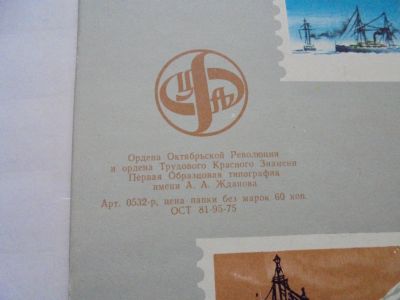 ЦФА
Ордена Октябрьской Революции
и ордена Трудового Красного Знамени
Первая Образцовая типография
имени А. А. Жданова
Арт. 0532-р, цена папки без марок 60 коп.
ОСТ 81-95-75